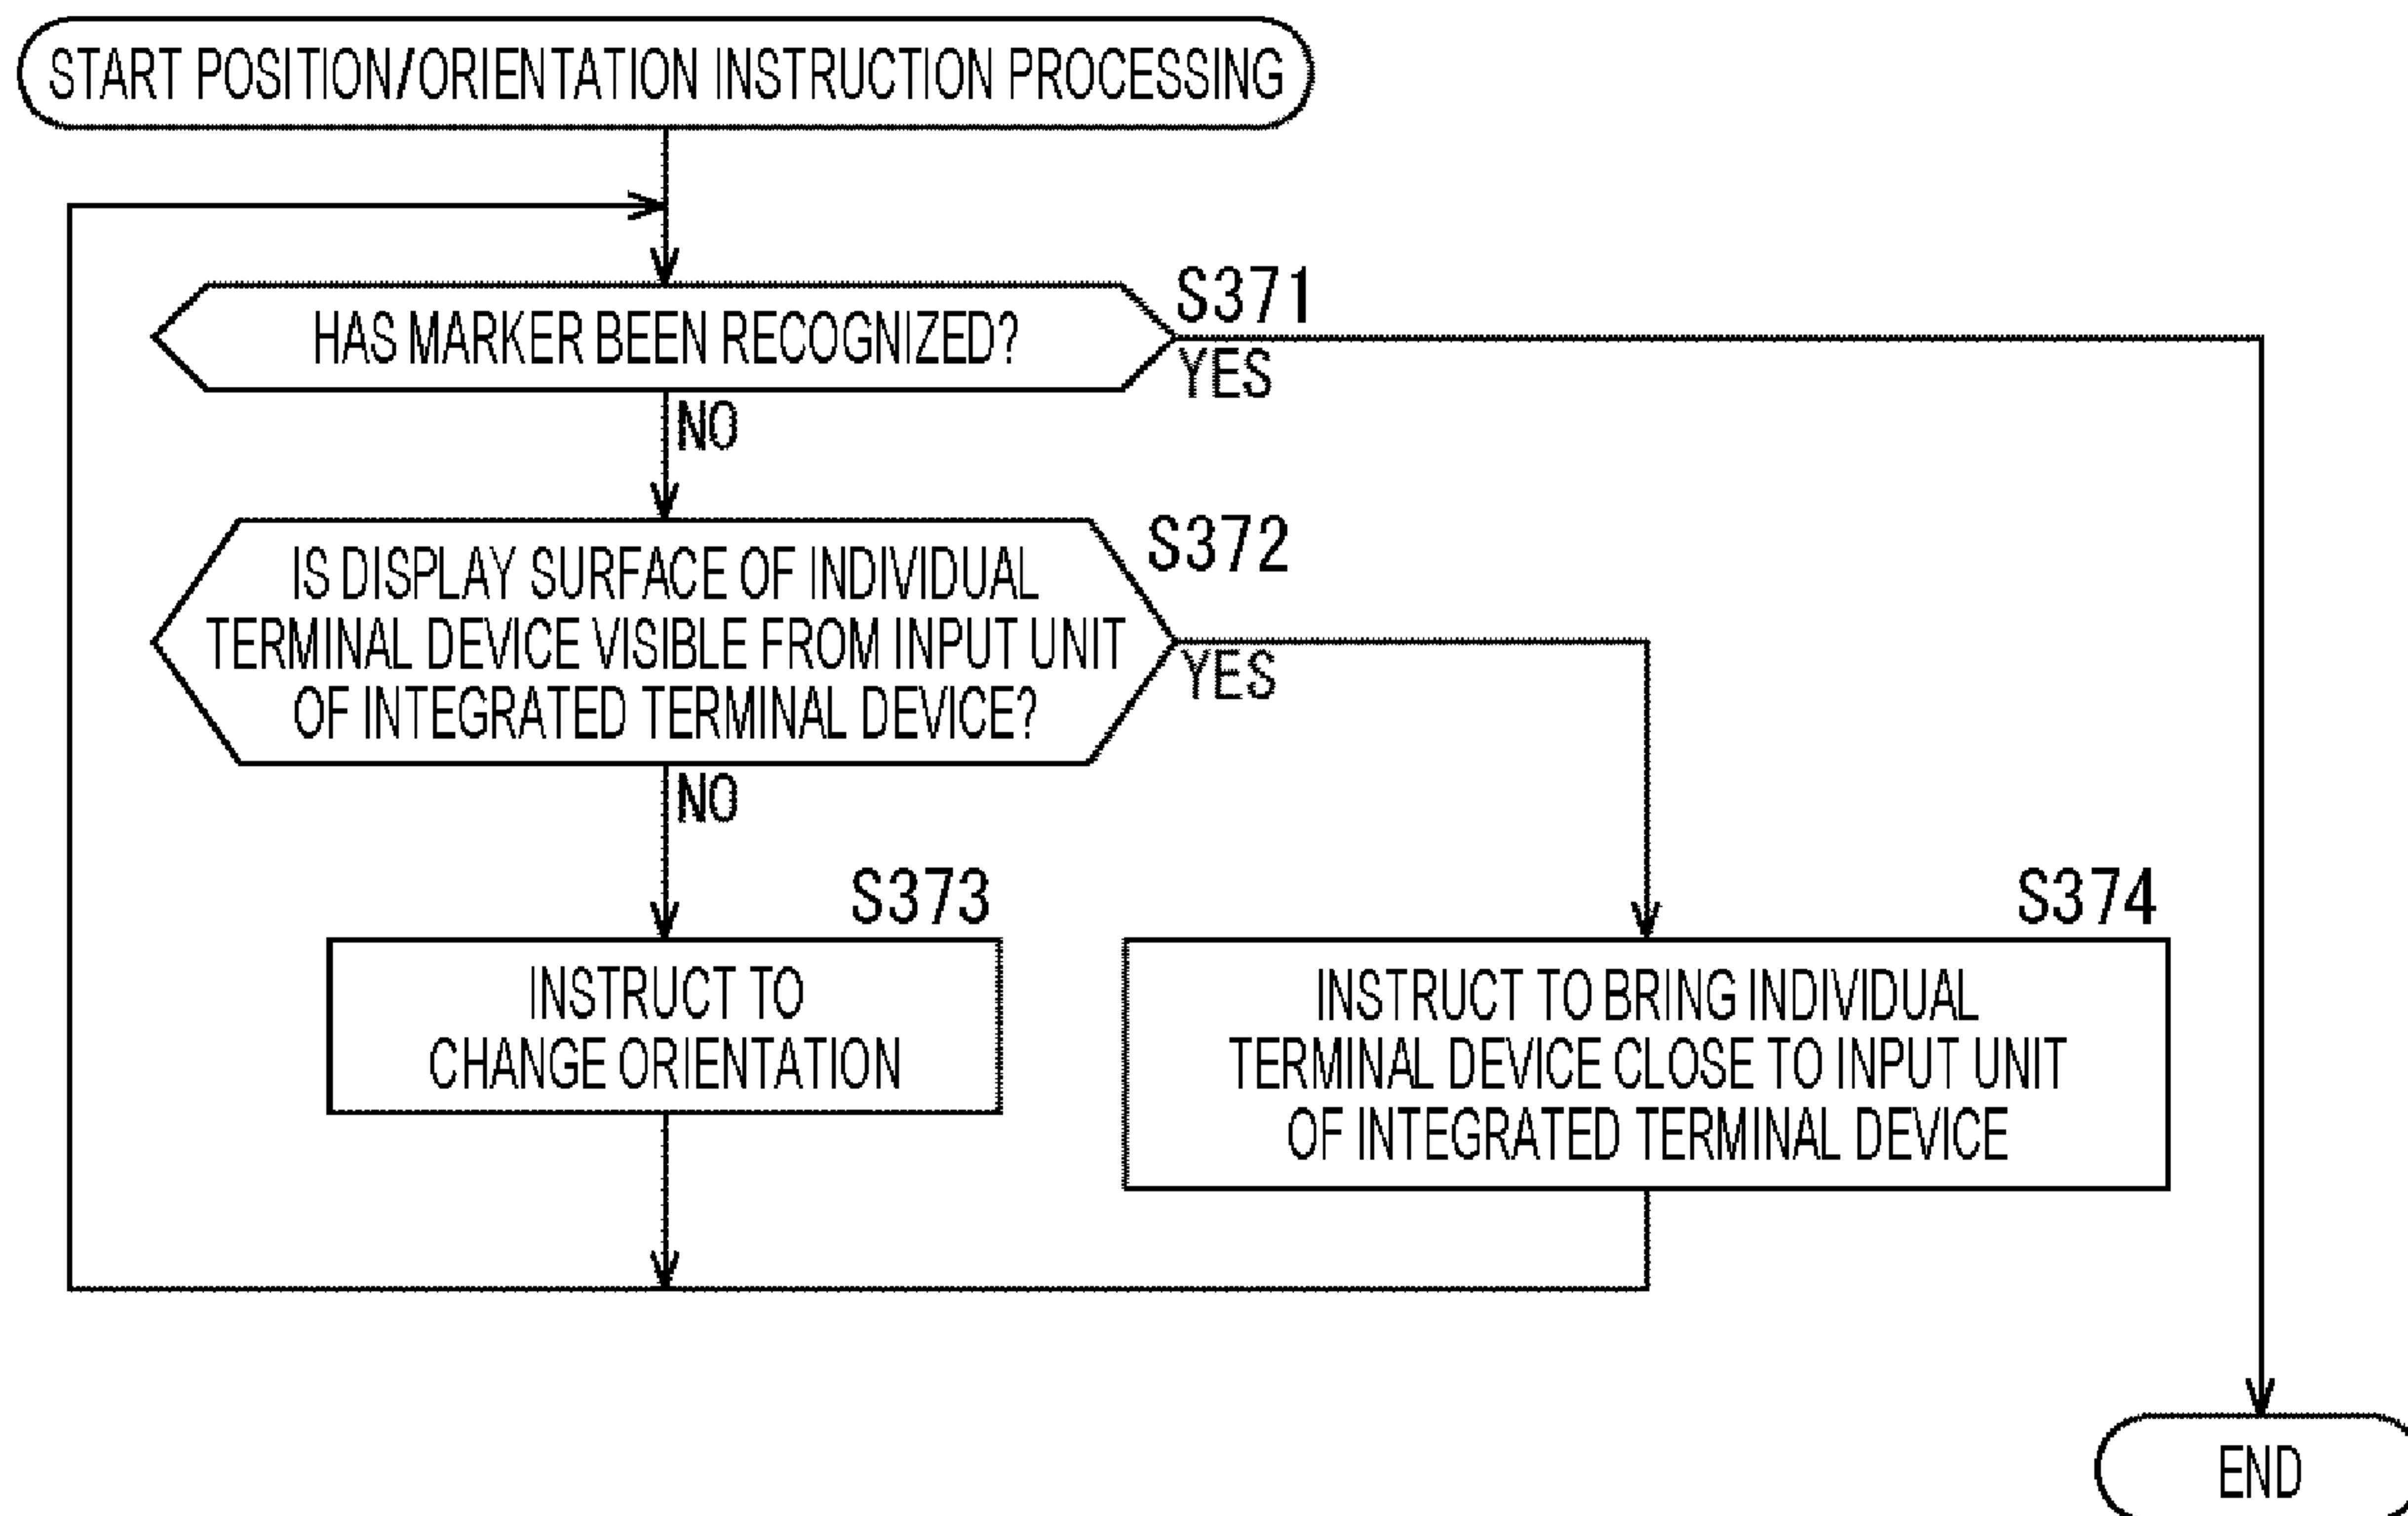 START POSITION/ORIENTATION INSTRUCTION PROCESSING
S371
HAS MARKER BEEN RECOGNIZED?
YES
NO
S372
IS DISPLAY SURFACE OF INDIVIDUAL
TERMINAL DEVICE VISIBLE FROM INPUT UNIT
OF INTEGRATED TERMINAL DEVICE?
YES
NO
S373
INSTRUCT TO
CHANGE ORIENTATION
S374
INSTRUCT TO BRING INDIVIDUAL
TERMINAL DEVICE CLOSE TO INPUT UNIT
OF INTEGRATED TERMINAL DEVICE
END